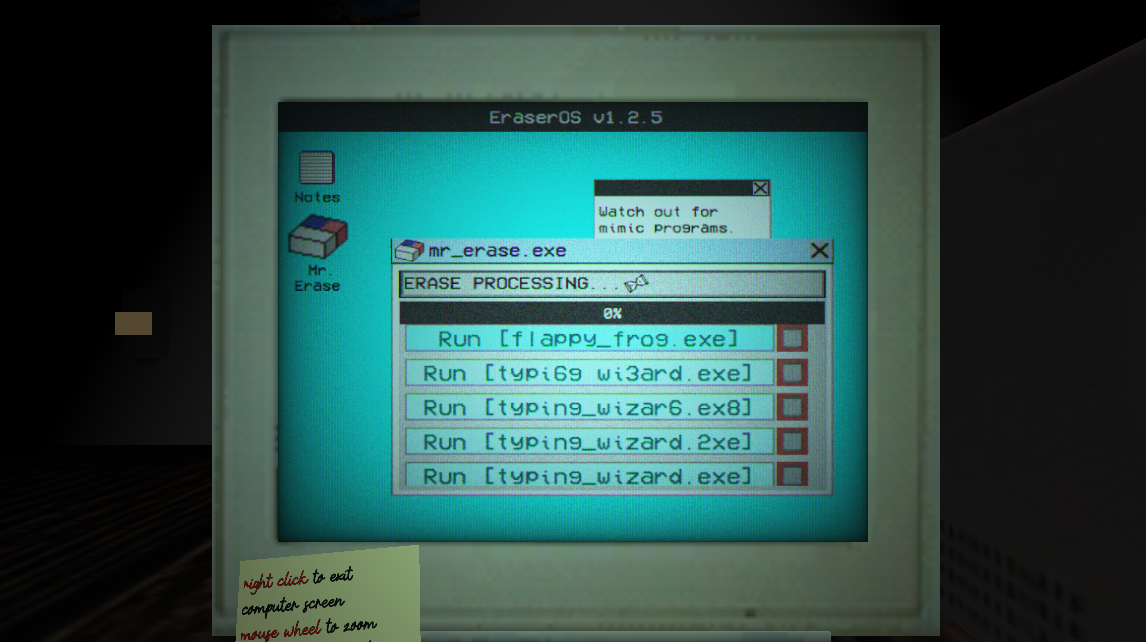 EraserOS v1.2.5
Notes
Mr.
Erase
Watch out for
mimic programs.
mr_erase.exe
ERASE PROCESSING...
0%
Run [flappy_frog.exe]
Run [typi6g wi3ard.exe]
Run [typing_wizar6.ex8]
Run [typing_wizard.2xe]
Run [typing_wizard.exe]
right click to exit
computer screen
mouse wheel to zoom